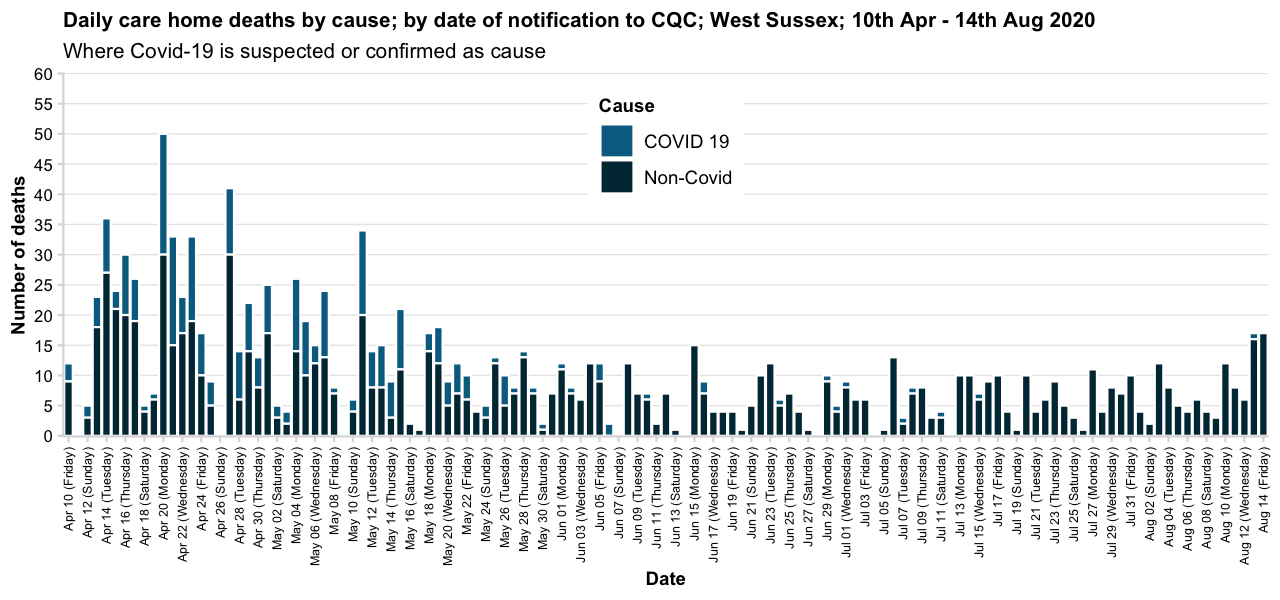 Daily care home deaths by cause; by date of notification to CQC; West Sussex; 10th Apr - 14th Aug 2020
Where Covid-19 is suspected or confirmed as cause
Number of deaths
60
55
50
45
40
35
30
25
20
15
10
5
0
Cause
COVID 19
Non-Covid
Apr 10 (Friday)
Apr 12 (Sunday)
Apr 14 (Tuesday)
Apr 16 (Thursday)
Apr 18 (Saturday)
Apr 20 (Monday)
Apr 22 (Wednesday)
Apr 24 (Friday)
Apr 26 (Sunday)
Apr 28 (Tuesday)
Apr 30 (Thursday)
May 02 (Saturday)
May 04 (Monday)
May 06 (Wednesday)
May 08 (Friday)
May 10 (Sunday)
May 12 (Tuesday)
May 14 (Thursday)
May 16 (Saturday)
May 18 (Monday)
May 20 (Wednesday)
May 22 (Friday)
May 24 (Sunday)
May 26 (Tuesday)
May 28 (Thursday)
May 30 (Saturday)
Jun 01 (Monday)
Jun 03 (Wednesday)
Jun 05 (Friday)
Jun 07 (Sunday)
Jun 09 (Tuesday)
Jun 11 (Thursday)
Jun 13 (Saturday)
Jun 15 (Monday)
Jun 17 (Wednesday)
Jun 19 (Friday)
Jun 21 (Sunday)
Jun 23 (Tuesday)
Jun 25 (Thursday)
Jun 27 (Saturday)
Jun 29 (Monday)
Jul 01 (Wednesday)
Jul 03 (Friday)
Jul 05 (Sunday)
Jul 07 (Tuesday)
Jul 09 (Thursday)
Jul 11 (Saturday)
Jul 13 (Monday)
Jul 15 (Wednesday)
Jul 17 (Friday)
Jul 19 (Sunday)
Jul 21 (Tuesday)
Jul 23 (Thursday)
Jul 25 (Saturday)
Jul 27 (Monday)
Jul 29 (Wednesday)
Jul 31 (Friday)
Aug 02 (Sunday)
Aug 04 (Tuesday)
Aug 06 (Thursday)
Aug 08 (Saturday)
Aug 10 (Monday)
Aug 12 (Wednesday)
Aug 14 (Friday)
Date